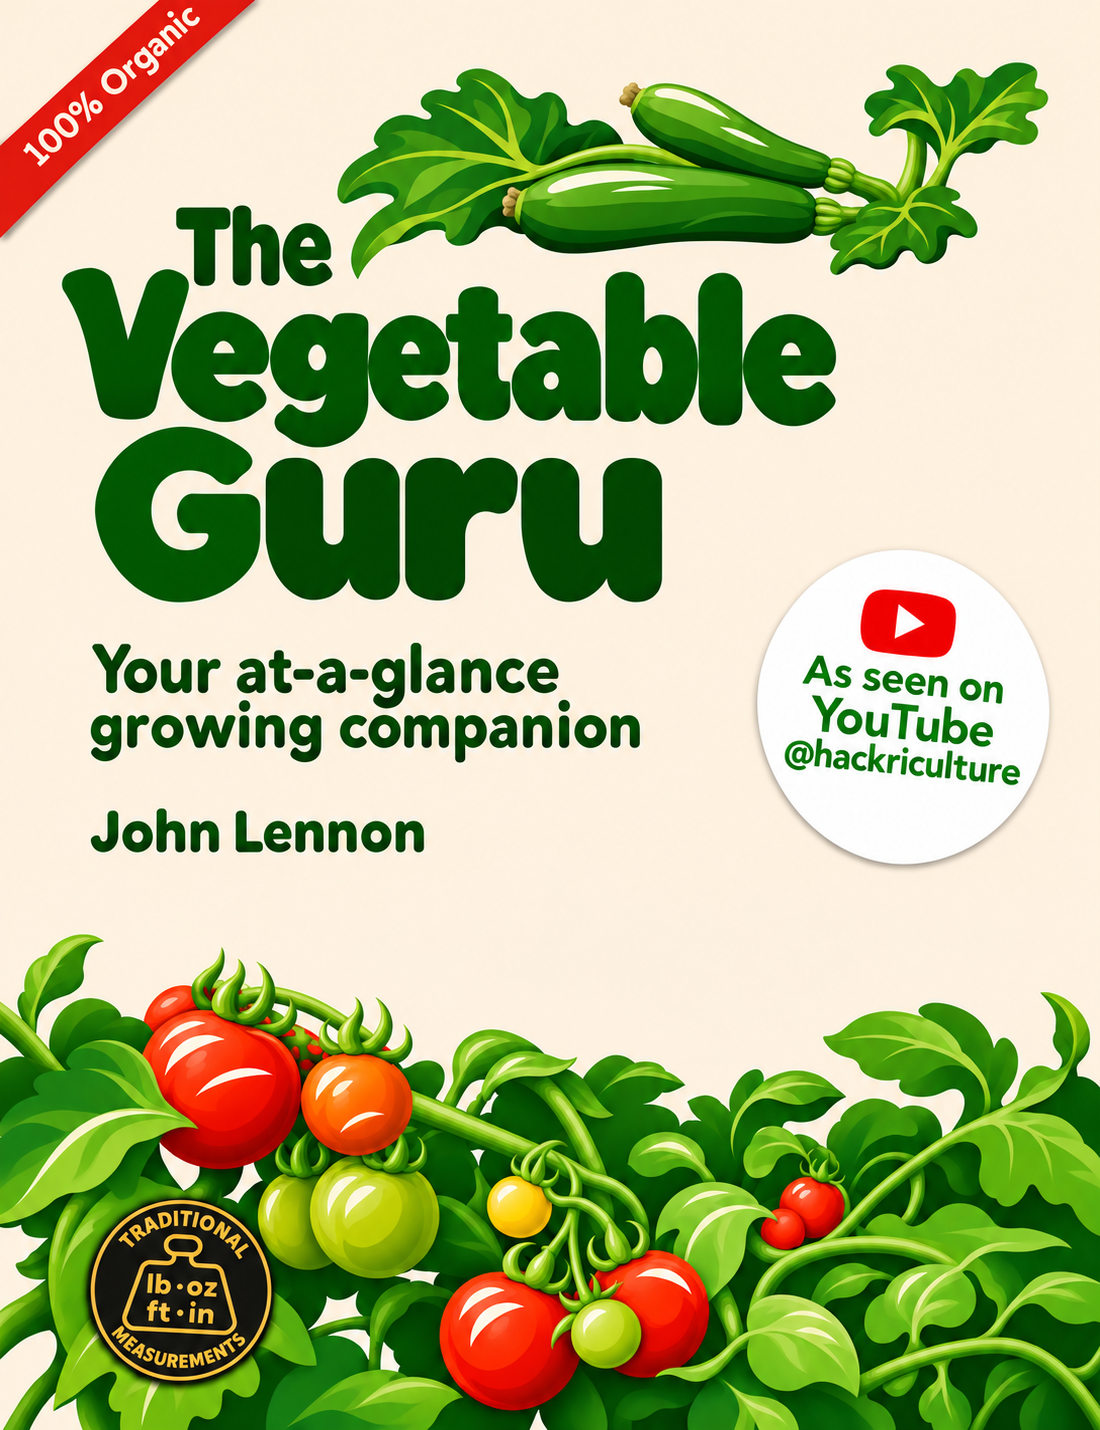 100% Organic
The
Vegetable
Guru
Your at-a-glance
growing companion
As seen on
YouTube
@hackriculture
John Lennon
TRADITIONAL
lb·oz
ft·in
MEASUREMENTS